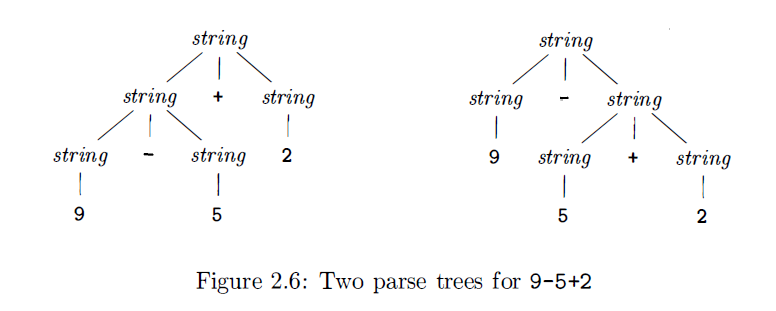 string string
string + string string - string
string - string 2 9 string + string
9 5 5 2
Figure 2.6: Two parse trees for 9-5+2